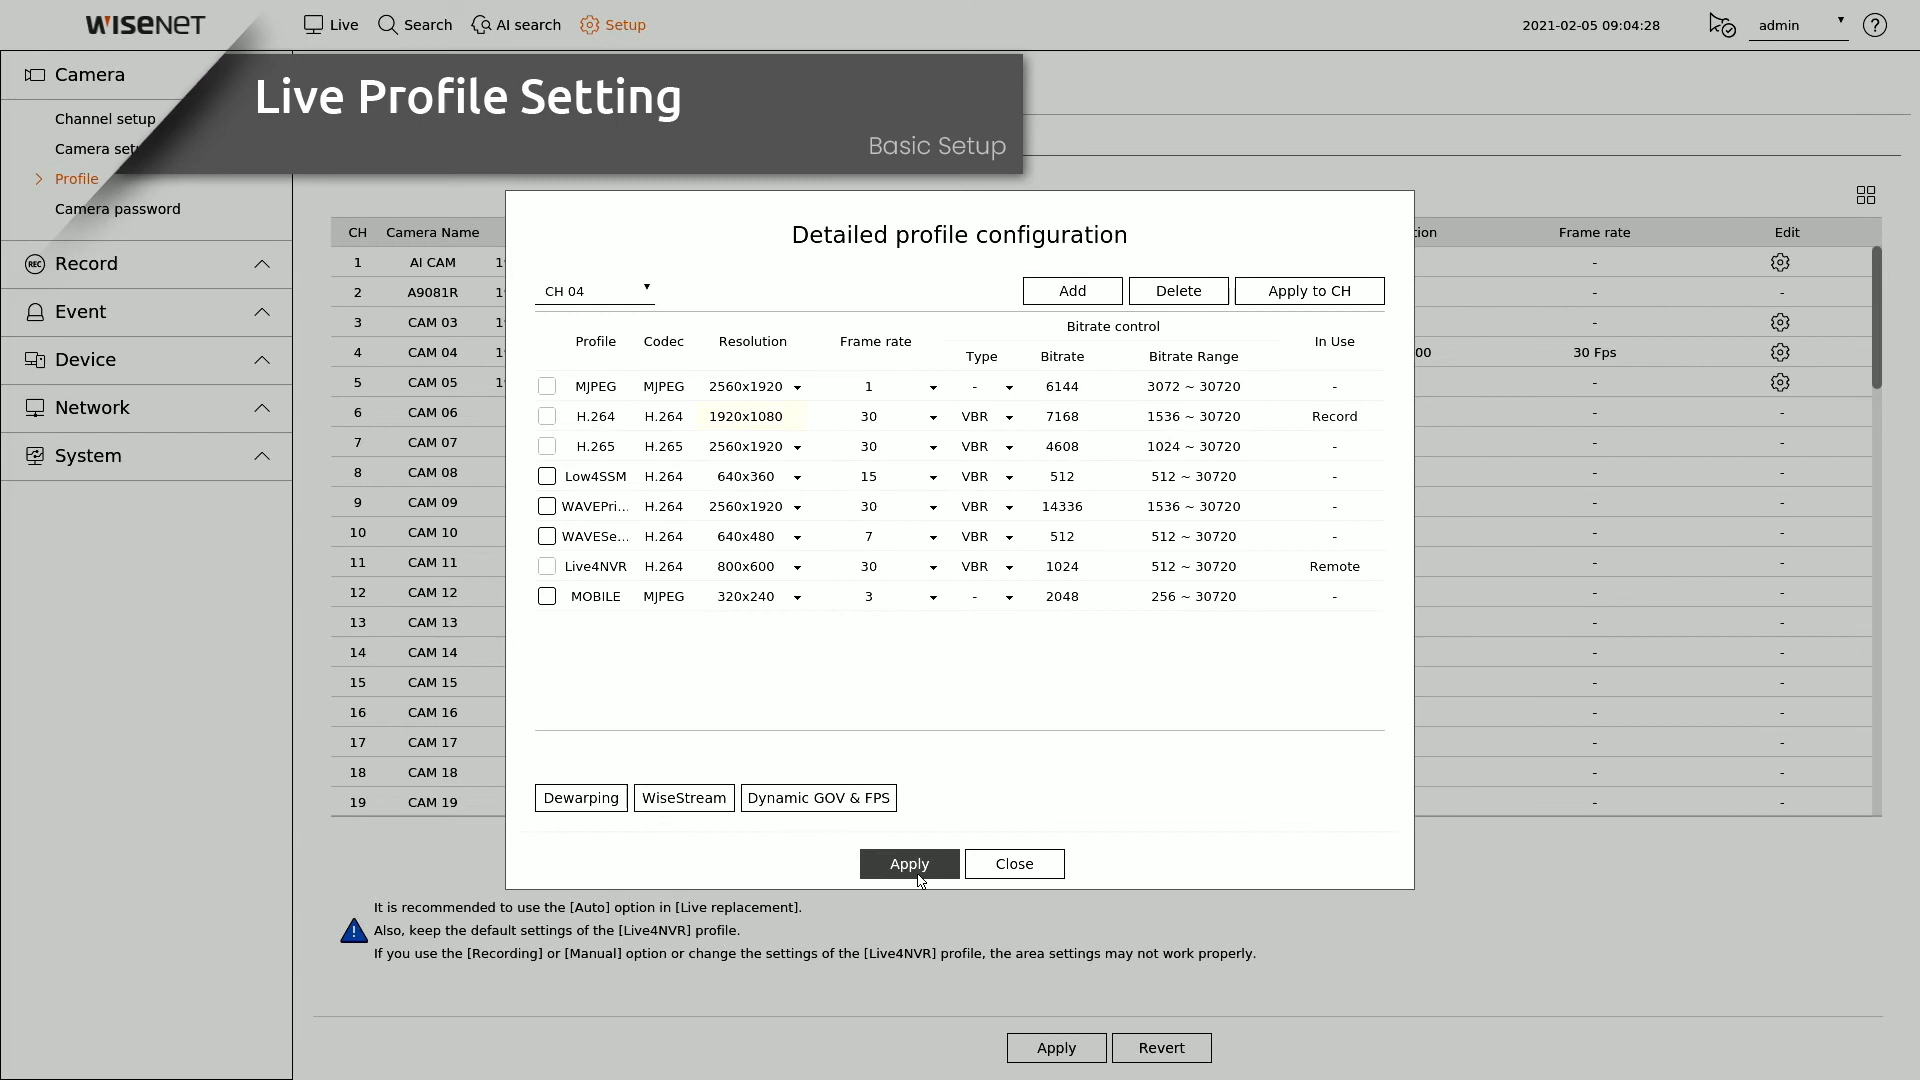 WISENET
Live Search AI search Setup
2021-02-05 09:04:28 admin ?
Live Profile Setting
Basic Setup
Camera
Channel setup
Camera set
Profile
Camera password
REC Record
Event
Device
Network
System
CH Camera Name
1 AI CAM
2 A9081R
3 CAM 03
4 CAM 04
5 CAM 05
6 CAM 06
7 CAM 07
8 CAM 08
9 CAM 09
10 CAM 10
11 CAM 11
12 CAM 12
13 CAM 13
14 CAM 14
15 CAM 15
16 CAM 16
17 CAM 17
18 CAM 18
19 CAM 19
Detailed profile configuration
CH 04 Add Delete Apply to CH
Bitrate control
Profile Codec Resolution Frame rate In Use
Type Bitrate Bitrate Range
MJPEG MJPEG 2560x1920 1 - 6144 3072 ~ 30720 -
H.264 H.264 1920x1080 30 VBR 7168 1536 ~ 30720 Record
H.265 H.265 2560x1920 30 VBR 4608 1024 ~ 30720 -
Low4SSM H.264 640x360 15 VBR 512 512 ~ 30720 -
WAVEPri... H.264 2560x1920 30 VBR 14336 1536 ~ 30720 -
WAVESe... H.264 640x480 7 VBR 512 512 ~ 30720 -
Live4NVR H.264 800x600 30 VBR 1024 512 ~ 30720 Remote
MOBILE MJPEG 320x240 3 - 2048 256 ~ 30720 -
Dewarping WiseStream Dynamic GOV & FPS
Apply Close
Frame rate Edit
-
- -
-
00 30 Fps
-
- -
- -
- -
- -
- -
- -
- -
- -
- -
- -
- -
- -
- -
- -
It is recommended to use the [Auto] option in [Live replacement].
Also, keep the default settings of the [Live4NVR] profile.
If you use the [Recording] or [Manual] option or change the settings of the [Live4NVR] profile, the area settings may not work properly.
Apply Revert